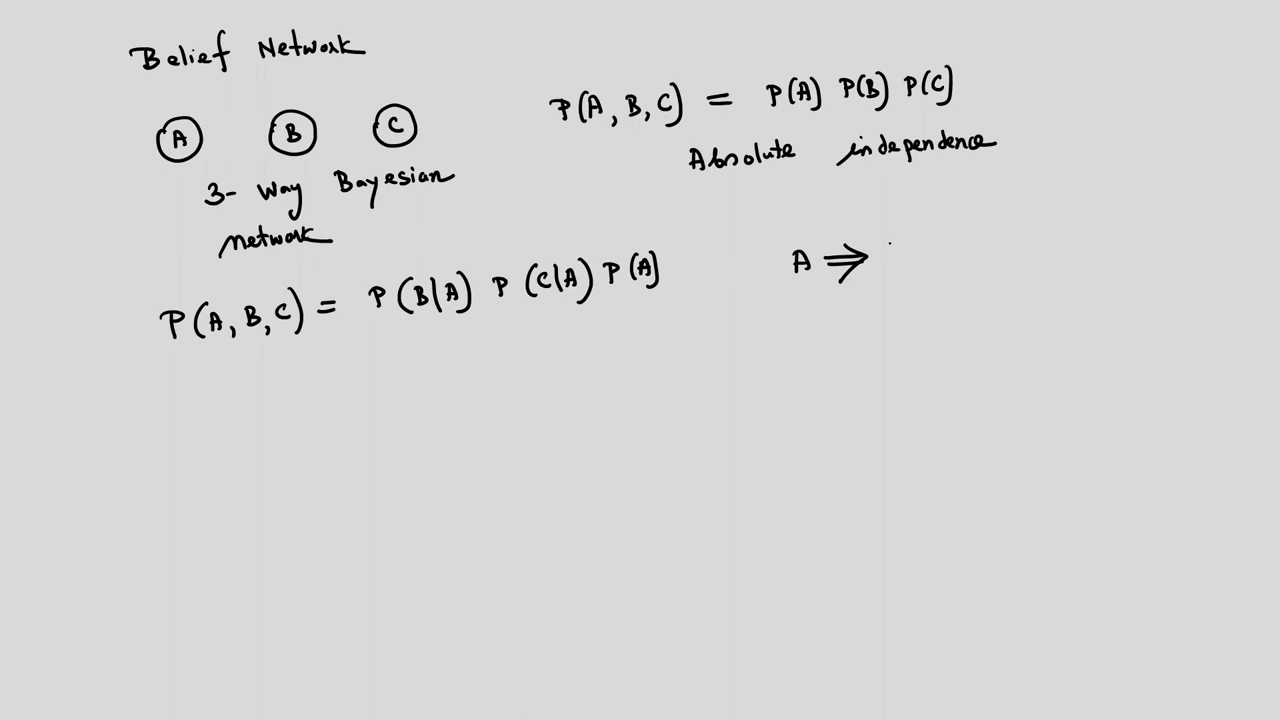 Belief Network
P(A, B, C) = P(A) P(B) P(C)
A B C
Absolute independence
3- Way Bayesian
network
A ⇒
P(A, B, C) = P(B|A) P(C|A) P(A)